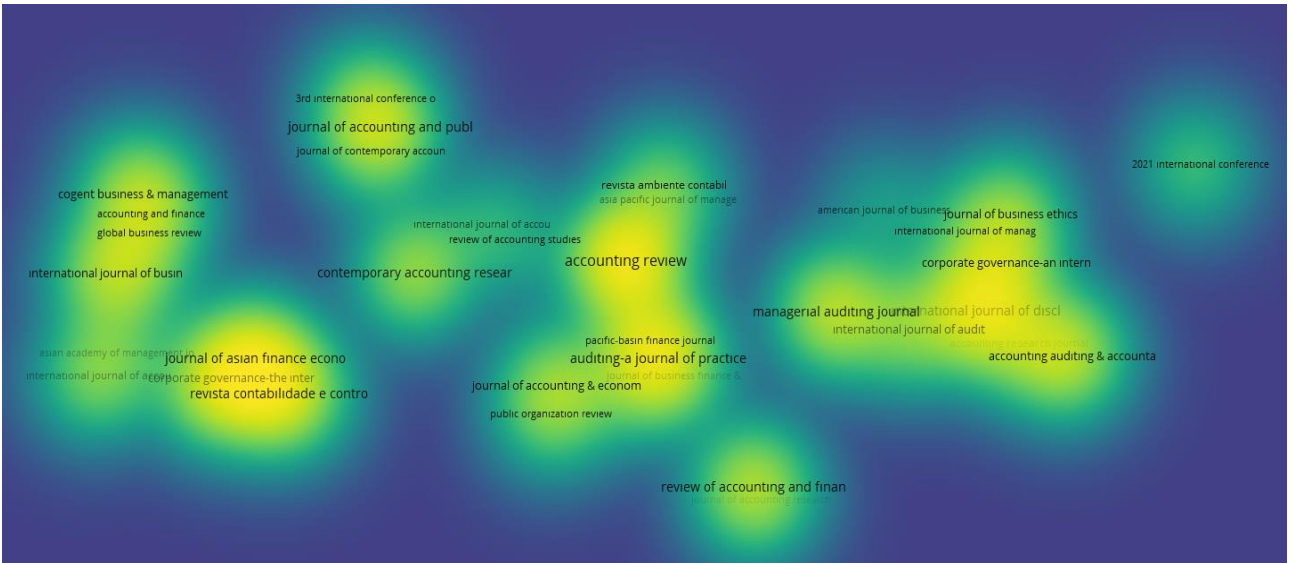 3rd international conference o
journal of accounting and publ
journal of contemporary accoun
2021 international conference
cogent business & management
accounting and finance
global business review
international journal of busin
international journal of accou
review of accounting studies
contemporary accounting resear
revista ambiente contabil
asia pacific journal of manage
accounting review
american journal of business
journal of business ethics
international journal of manag
corporate governance-an intern
managerial auditing journal
international journal of discl
international journal of audit
accounting research journal
accounting auditing & accounta
asian academy of management jo
journal of asian finance econo
international journal of accou
corporate governance-the inter
revista contabilidade e contro
pacific-basin finance journal
auditing-a journal of practice
journal of business finance &
journal of accounting & econom
public organization review
review of accounting and finan
journal of accounting research